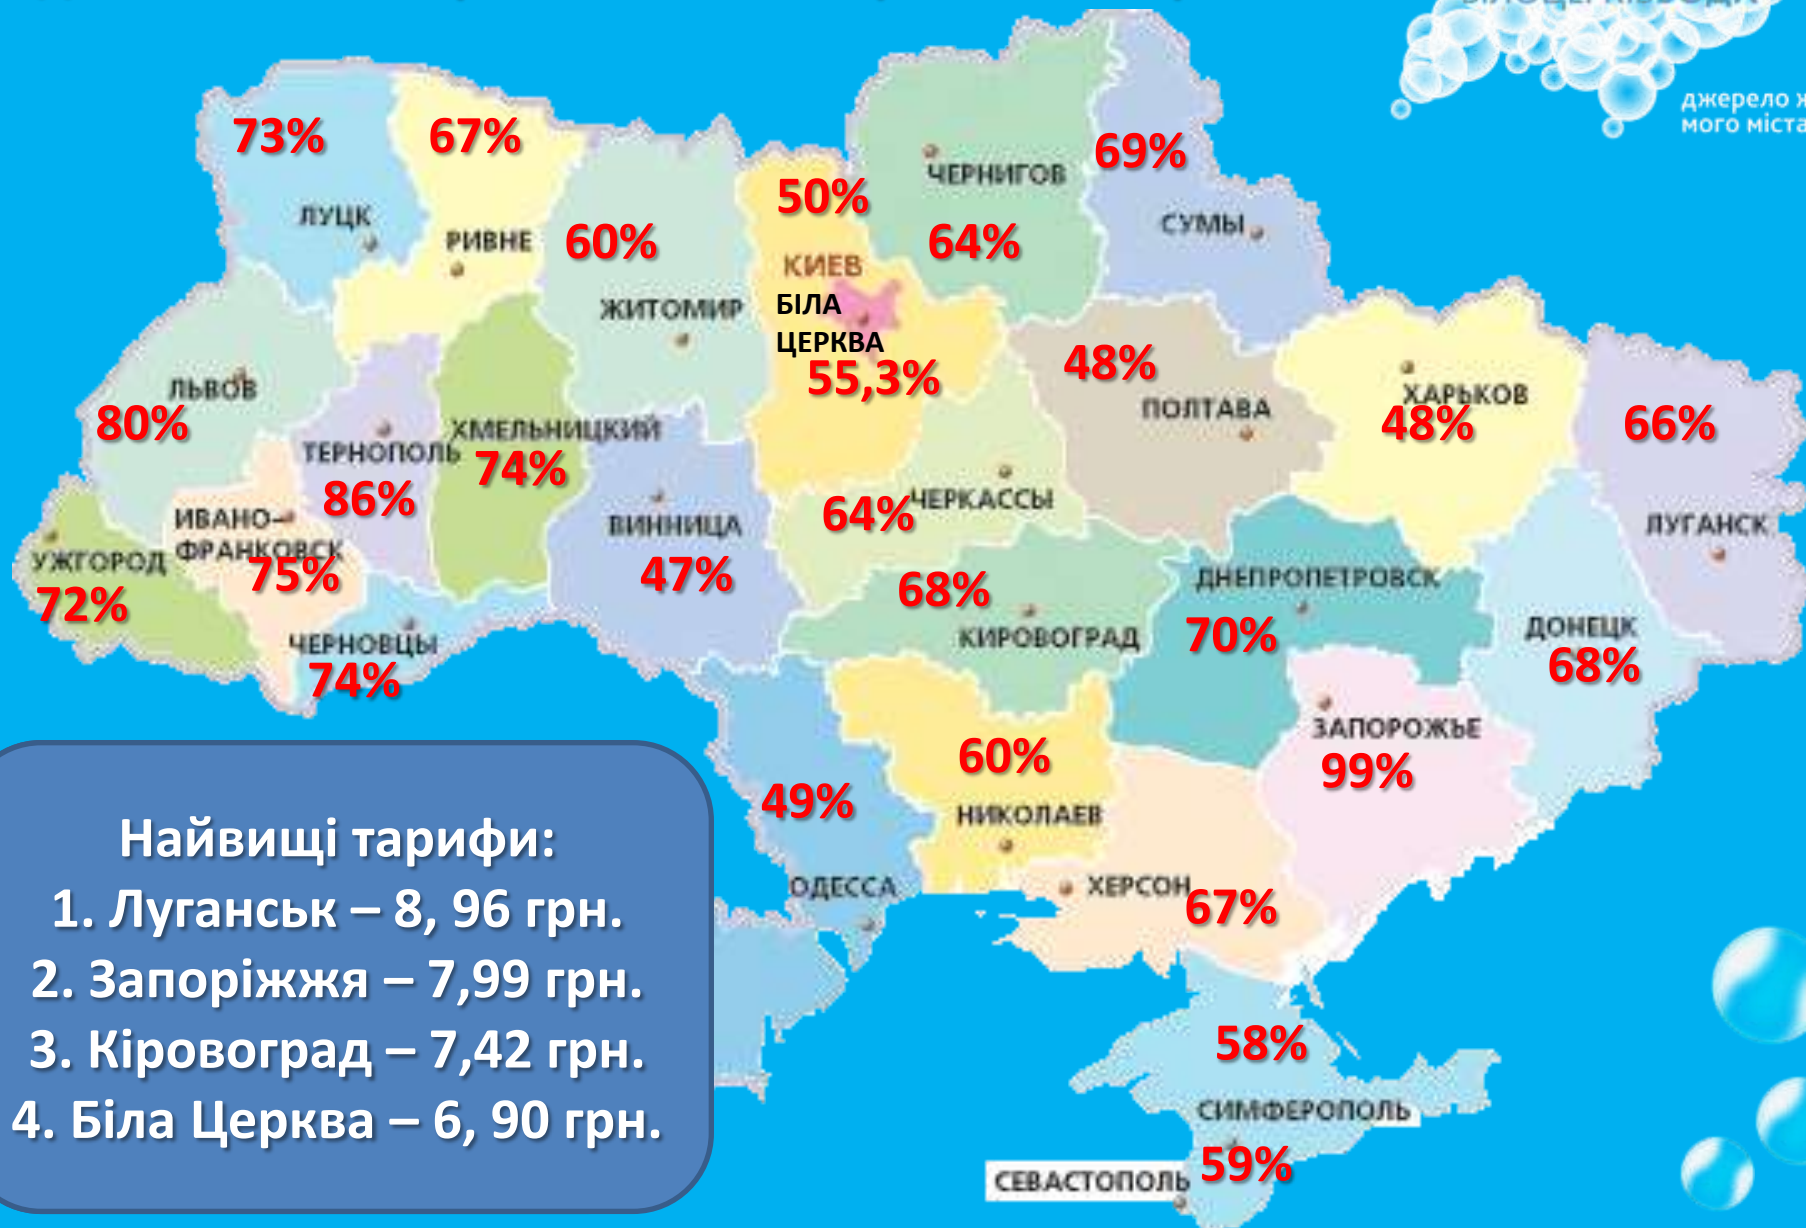 джерело ж
мого міста
73%
67%
69%
ЧЕРНИГОВ
50%
ЛУЦК
СУМЫ
РИВНЕ
60%
64%
КИЕВ
ЖИТОМИР
БІЛА
ЦЕРКВА
48%
55,3%
ЛЬВОВ
ХАРЬКОВ
ПОЛТАВА
80%
48%
66%
ХМЕЛЬНИЦКИЙ
ТЕРНОПОЛЬ
74%
86%
ЧЕРКАССЫ
64%
ИВАНО-
ФРАНКОВСК
ВИННИЦА
ЛУГАНСК
УЖГОРОД
75%
47%
72%
68%
ДНЕПРОПЕТРОВСК
КИРОВОГРАД
70%
ДОНЕЦК
68%
ЧЕРНОВЦЫ
74%
ЗАПОРОЖЬЕ
60%
99%
49%
НИКОЛАЕВ
ОДЕССА
ХЕРСОН
67%
Найвищі тарифи:
1. Луганськ – 8, 96 грн.
2. Запоріжжя – 7,99 грн.
3. Кіровоград – 7,42 грн.
4. Біла Церква – 6, 90 грн.
58%
СИМФЕРОПОЛЬ
59%
СЕВАСТОПОЛЬ